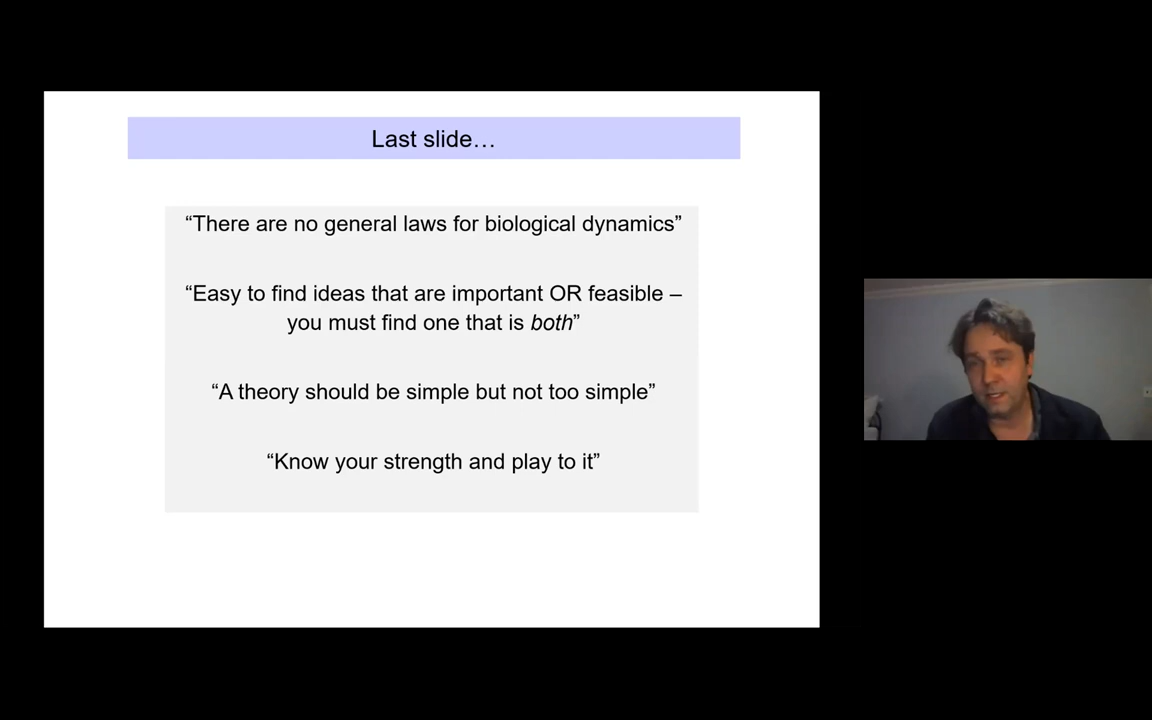 Last slide…
“There are no general laws for biological dynamics”
“Easy to find ideas that are important OR feasible –
you must find one that is both”
“A theory should be simple but not too simple”
“Know your strength and play to it”